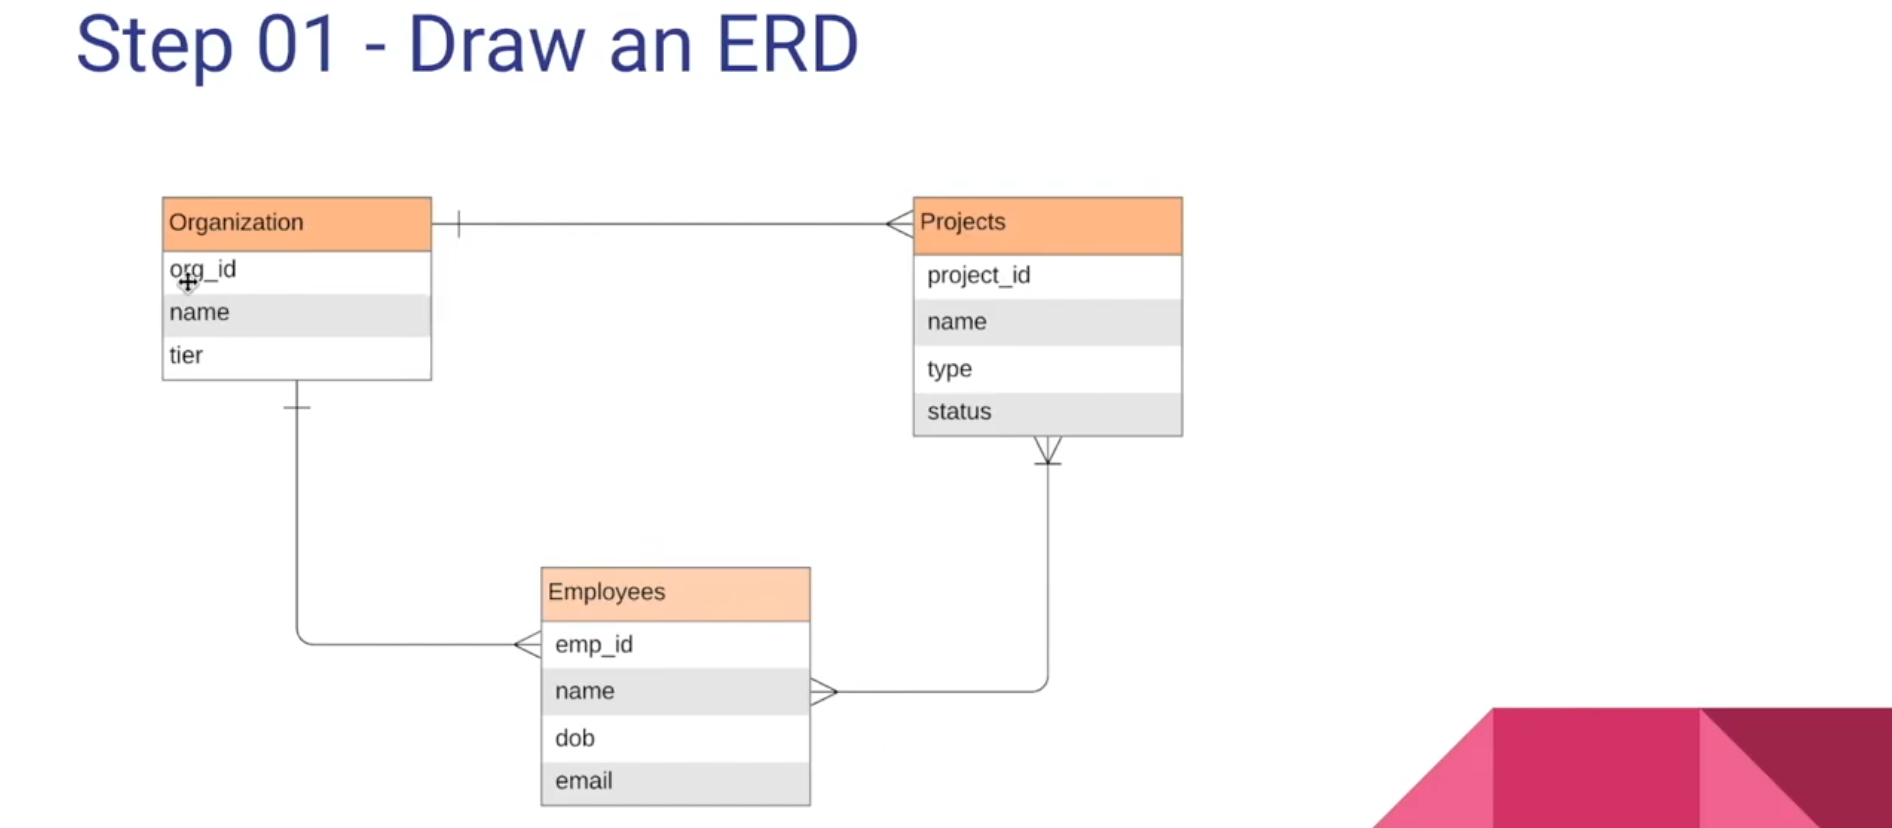 Step 01 - Draw an ERD
Organization
org_id
name
tier
Projects
project_id
name
type
status
Employees
emp_id
name
dob
email